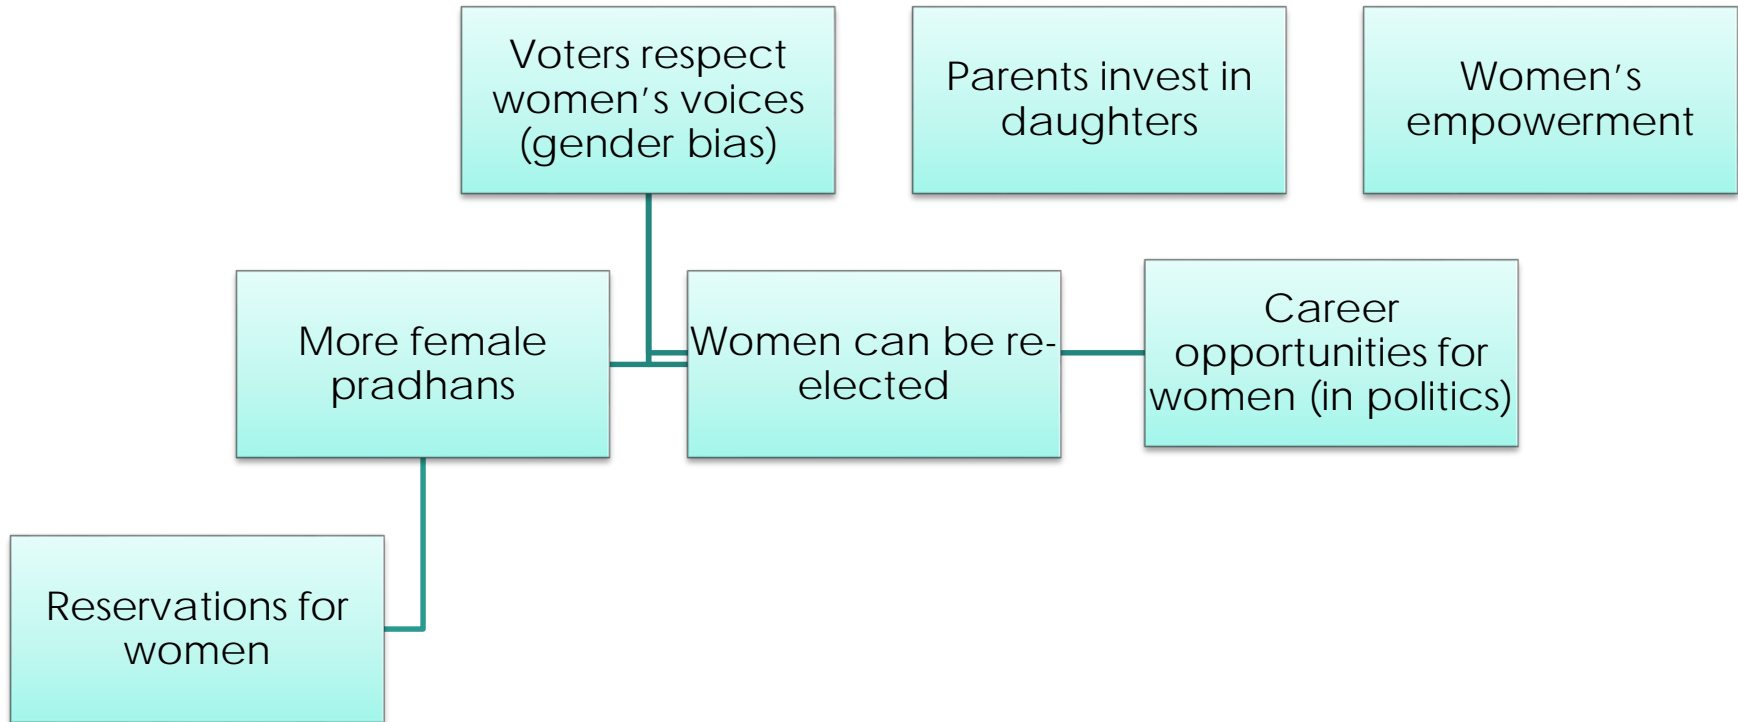 Voters respect
women's voices
(gender bias)
Parents invest in
daughters
Women's
empowerment
More female
pradhans
Women can be re-
elected
Career
opportunities for
women (in politics)
Reservations for
women